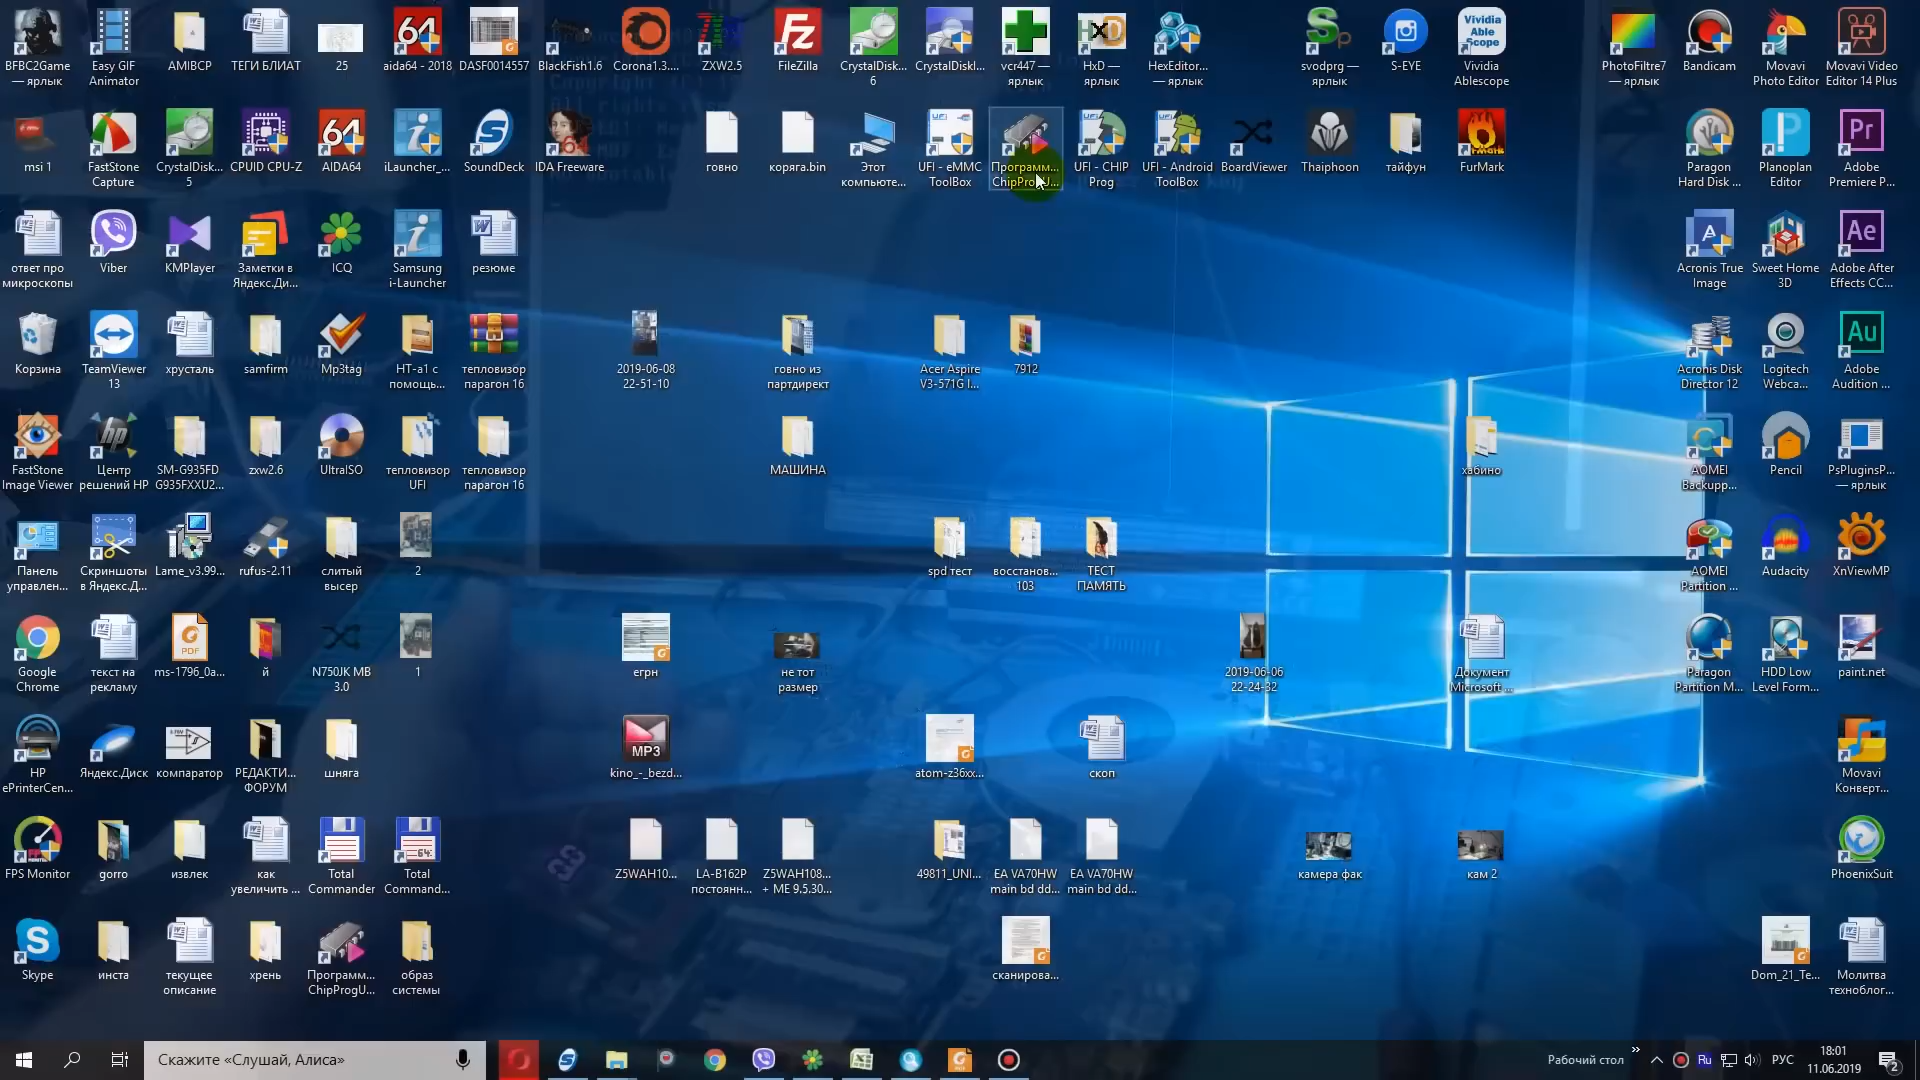 BFBC2Game
— ярлык
Easy GIF
Animator
AMIBCP
ТЕГИ БЛИАТ
25
aida64 - 2018
DASF0014557
BlackFish1.6
Corona1.3....
ZXW2.5
FileZilla
CrystalDisk...
6
CrystalDiskI...
vcr447 —
ярлык
HxD —
ярлык
HexEditor...
— ярлык
svodprg —
ярлык
S-EYE
Vividia
Ablescope
PhotoFiltre7
— ярлык
Bandicam
Movavi
Photo Editor
Movavi Video
Editor 14 Plus
msi 1
FastStone
Capture
CrystalDisk...
5
CPUID CPU-Z
AIDA64
iLauncher_...
SoundDeck
IDA Freeware
говно
коряга.bin
Этот
компьюте...
UFI - eMMC
ToolBox
Программ...
ChipProgU...
UFI - CHIP
Prog
UFI - Android
ToolBox
BoardViewer
Thaiphoon
тайфун
FurMark
Paragon
Hard Disk ...
Planoplan
Editor
Adobe
Premiere P...
ответ про
микроскопы
Viber
KMPlayer
Заметки в
Яндекс.Ди...
ICQ
Samsung
i-Launcher
резюме
Acronis True
Image
Sweet Home
3D
Adobe After
Effects CC...
Корзина
TeamViewer
13
хрусталь
samfirm
Mp3tag
HT-a1 с
помощь...
тепловизор
парагон 16
2019-06-08
22-51-10
говно из
партдирект
Acer Aspire
V3-571G I...
7912
Acronis Disk
Director 12
Logitech
Webca...
Adobe
Audition ...
FastStone
Image Viewer
Центр
решений HP
SM-G935FD
G935FXXU2...
zxw2.6
UltraISO
тепловизор
UFI
тепловизор
парагон 16
МАШИНА
хабино
AOMEI
Backupp...
Pencil
PsPluginsP...
— ярлык
Панель
управлен...
Скриншоты
в Яндекс.Д...
Lame_v3.99...
rufus-2.11
слитый
высер
2
spd тест
восстанов...
103
ТЕСТ
ПАМЯТЬ
AOMEI
Partition ...
Audacity
XnViewMP
Google
Chrome
текст на
рекламу
ms-1796_0a...
й
N750JK MB
3.0
1
егрн
не тот
размер
2019-06-06
22-24-32
Документ
Microsoft ...
Paragon
Partition M...
HDD Low
Level Form...
paint.net
HP
ePrinterCen...
Яндекс.Диск
компаратор
РЕДАКТИ...
ФОРУМ
шняга
kino_-_bezd...
atom-z36xx...
скоп
Movavi
Конверт...
FPS Monitor
gorro
извлек
как
увеличить ...
Total
Commander
Total
Command...
Z5WAH10...
LA-B162P
постоянн...
Z5WAH108...
+ ME 9.5.30...
49811_UNI...
EA VA70HW
main bd dd...
EA VA70HW
main bd dd...
камера фак
кам 2
PhoenixSuit
Skype
инста
текущее
описание
хрень
Программ...
ChipProgU...
образ
системы
сканирова...
Dom_21_Te...
Молитва
техноблог...
Скажите «Слушай, Алиса»
Рабочий стол
Ru
РУС
18:01
11.06.2019
2